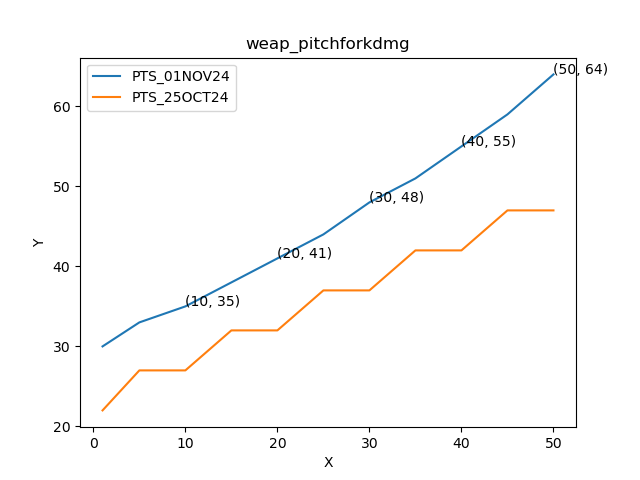 weap_pitchforkdmg
PTS_01NOV24
PTS_25OCT24
(50, 64)
(40, 55)
(30, 48)
(20, 41)
(10, 35)
Y
60
50
40
30
20
0 10 20 30 40 50
X